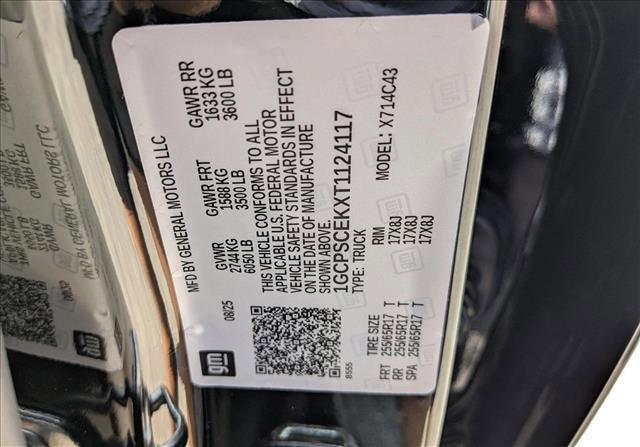 MFD BY GENERAL MOTORS LLC
08/25
GVWR GAWR FRT GAWR RR
2744KG 1588 KG 1633 KG
6050 LB 3500 LB 3600 LB
THIS VEHICLE CONFORMS TO ALL
APPLICABLE U.S. FEDERAL MOTOR
VEHICLE SAFETY STANDARDS IN EFFECT
ON THE DATE OF MANUFACTURE
SHOWN ABOVE.
1GCPSCEKXT1124117
TYPE: TRUCK MODEL: X714C43
gm
8555
TIRE SIZE RIM
FRT 255/65R17 T 17X8J
RR 255/65R17 T 17X8J
SPA 255/65R17 T 17X8J